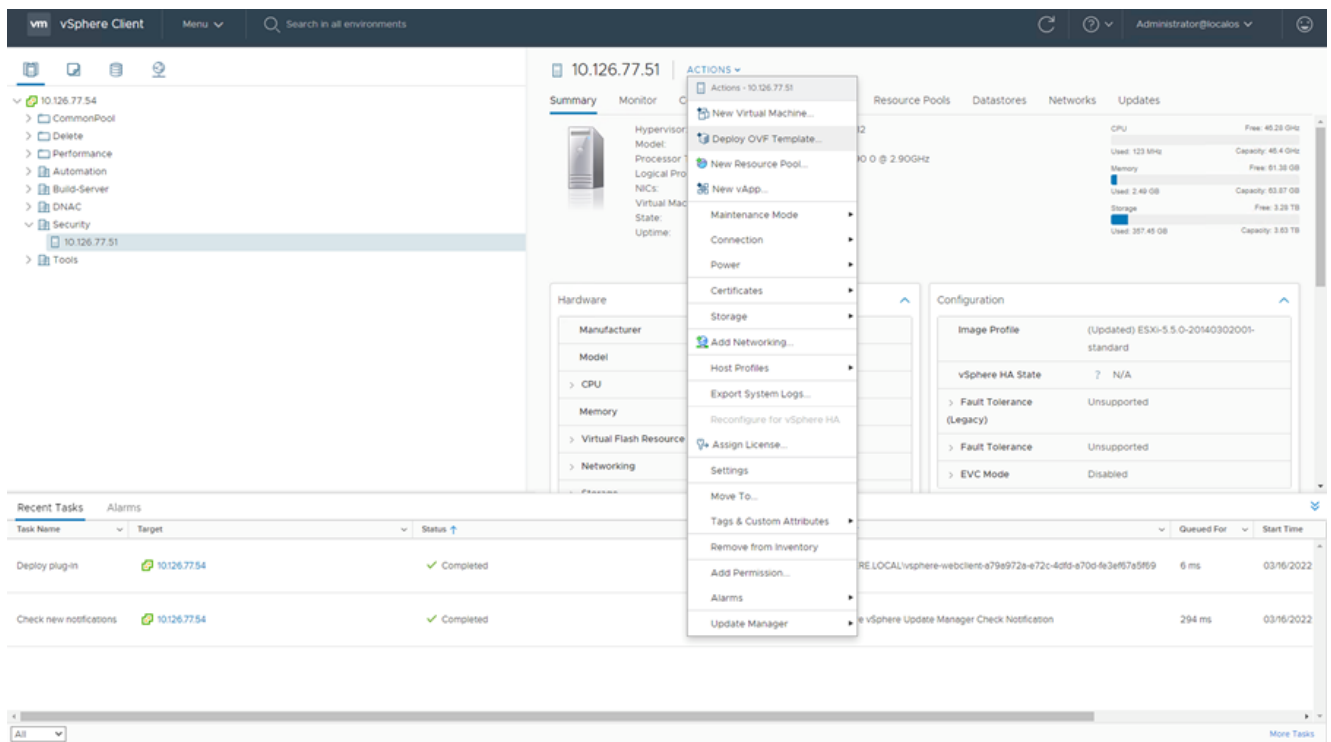 vm vSphere Client Menu Search in all environments Administrator@localos
10.126.77.54
CommonPool
Delete
Performance
Automation
Build-Server
DNAC
Security
10.126.77.51
Tools
10.126.77.51 ACTIONS
Summary Monitor C Resource Pools Datastores Networks Updates
Actions - 10.126.77.51
New Virtual Machine...
Deploy OVF Template...
New Resource Pool...
New vApp...
Maintenance Mode
Connection
Power
Certificates
Storage
Add Networking...
Host Profiles
Export System Logs...
Reconfigure for vSphere HA
Assign License...
Settings
Move To...
Tags & Custom Attributes
Remove from Inventory
Add Permission...
Alarms
Update Manager
Hypervisor
Model:
Processor T 0 @ 2.90GHz
Logical Pro
NICs:
Virtual Mac
State:
Uptime:
CPU Free: 46.28 GHz
Used: 123 MHz Capacity: 46.4 GHz
Memory Free: 61.38 GB
Used: 2.49 GB Capacity: 63.87 GB
Storage Free: 3.28 TB
Used: 357.45 GB Capacity: 3.63 TB
Hardware
Manufacturer
Model
CPU
Memory
Virtual Flash Resource
Networking
Storage
Configuration
Image Profile (Updated) ESXi-5.5.0-20140302001-
standard
vSphere HA State ? N/A
Fault Tolerance Unsupported
(Legacy)
Fault Tolerance Unsupported
EVC Mode Disabled
Recent Tasks Alarms
Task Name Target Status Queued For Start Time
Deploy plug-in 10.126.77.54 Completed RE.LOCAL\vsphere-webclient-a79a972a-e72c-4dfd-a70d-fe3ef67a5f69 6 ms 03/16/2022
Check new notifications 10.126.77.54 Completed e vSphere Update Manager Check Notification 294 ms 03/16/2022
All More Tasks